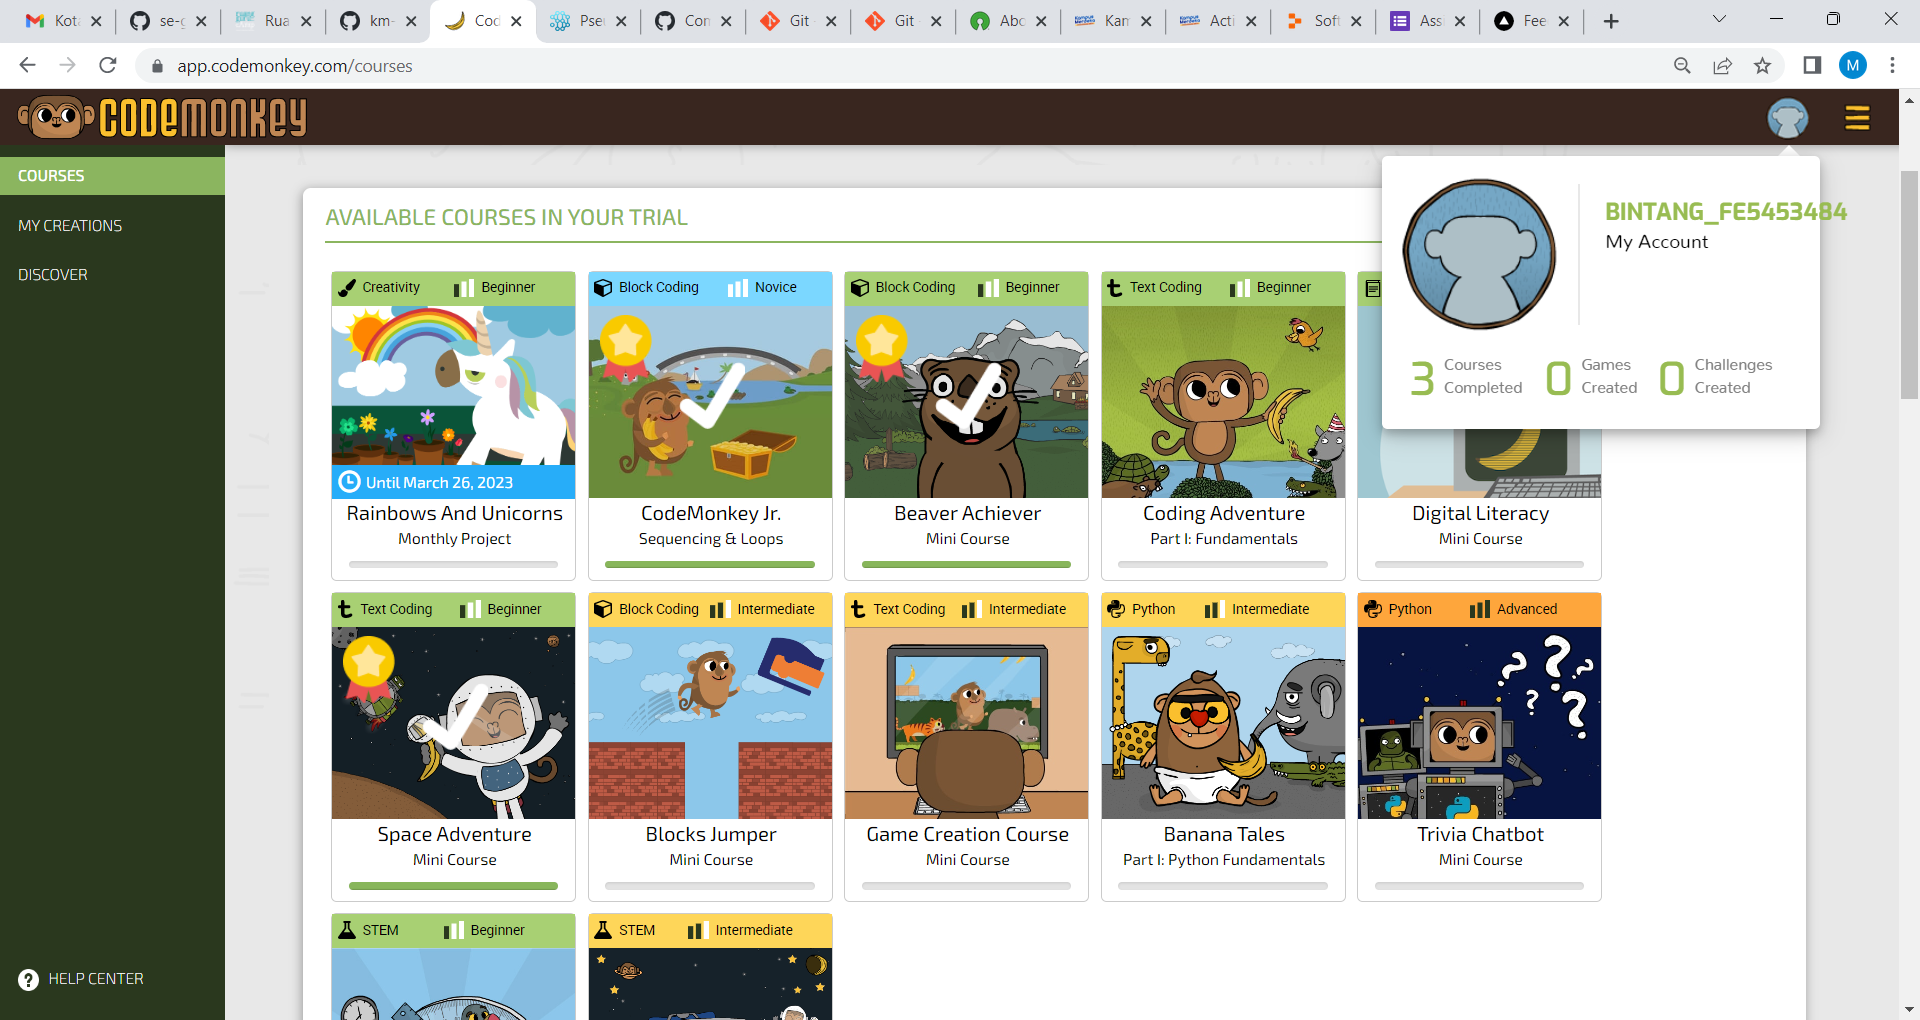 Kot
se-g
Rua
km-
Cod
Pse
Con
Git
Git
Abo
Kam
Acti
Soft
Ass
Fee
app.codemonkey.com/courses
M
CODEMONKEY
COURSES
MY CREATIONS
DISCOVER
HELP CENTER
AVAILABLE COURSES IN YOUR TRIAL
BINTANG_FE5453484
My Account
3 Courses Completed
0 Games Created
0 Challenges Created
Creativity Beginner
Until March 26, 2023
Rainbows And Unicorns
Monthly Project
Block Coding Novice
CodeMonkey Jr.
Sequencing & Loops
Block Coding Beginner
Beaver Achiever
Mini Course
Text Coding Beginner
Coding Adventure
Part I: Fundamentals
Digital Literacy
Mini Course
Text Coding Beginner
Space Adventure
Mini Course
Block Coding Intermediate
Blocks Jumper
Mini Course
Text Coding Intermediate
Game Creation Course
Mini Course
Python Intermediate
Banana Tales
Part I: Python Fundamentals
Python Advanced
? ? ? ? ?
Trivia Chatbot
Mini Course
STEM Beginner
STEM Intermediate